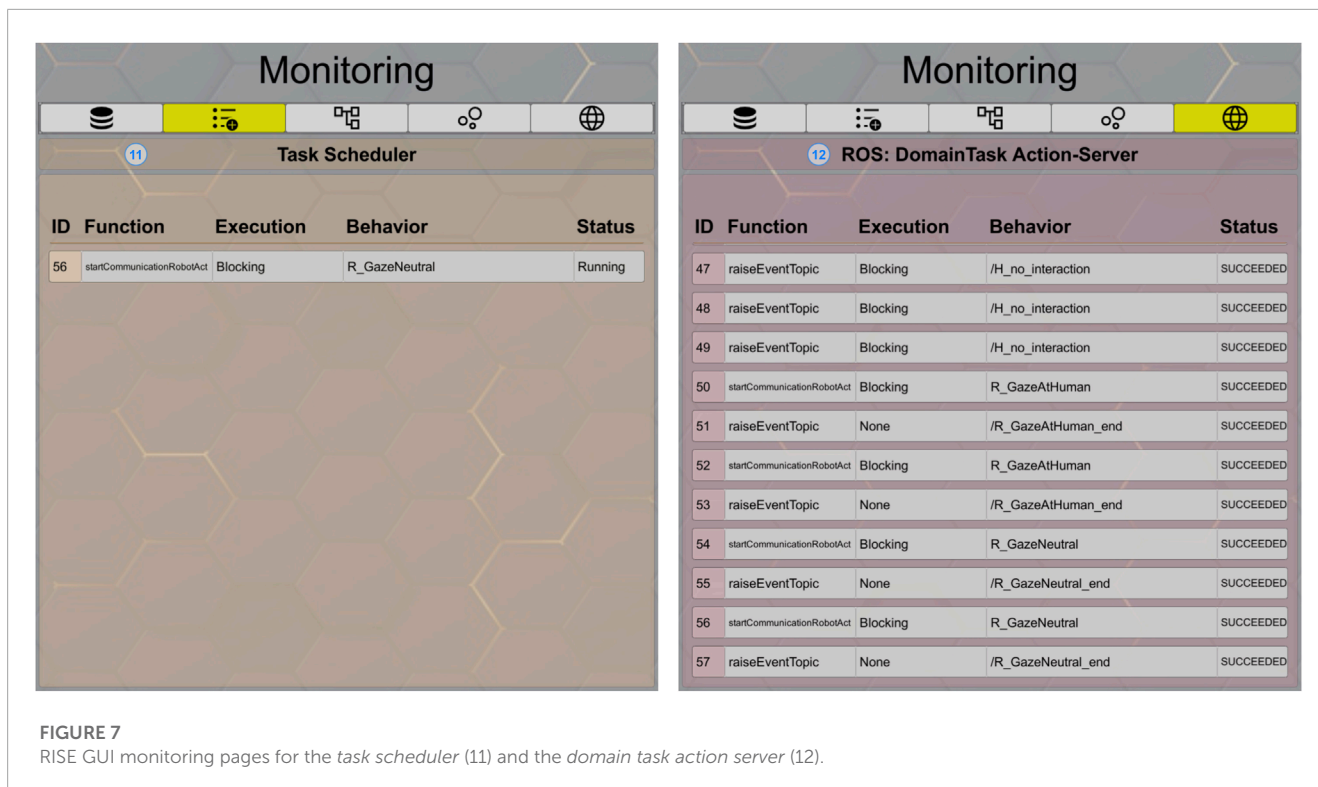 Monitoring
11 Task Scheduler
ID Function Execution Behavior Status
56 startCommunicationRobotAct Blocking R_GazeNeutral Running
Monitoring
12 ROS: DomainTask Action-Server
ID Function Execution Behavior Status
47 raiseEventTopic Blocking /H_no_interaction SUCCEEDED
48 raiseEventTopic Blocking /H_no_interaction SUCCEEDED
49 raiseEventTopic Blocking /H_no_interaction SUCCEEDED
50 startCommunicationRobotAct Blocking R_GazeAtHuman SUCCEEDED
51 raiseEventTopic None /R_GazeAtHuman_end SUCCEEDED
52 startCommunicationRobotAct Blocking R_GazeAtHuman SUCCEEDED
53 raiseEventTopic None /R_GazeAtHuman_end SUCCEEDED
54 startCommunicationRobotAct Blocking R_GazeNeutral SUCCEEDED
55 raiseEventTopic None /R_GazeNeutral_end SUCCEEDED
56 startCommunicationRobotAct Blocking R_GazeNeutral SUCCEEDED
57 raiseEventTopic None /R_GazeNeutral_end SUCCEEDED
FIGURE 7
RISE GUI monitoring pages for the task scheduler (11) and the domain task action server (12).